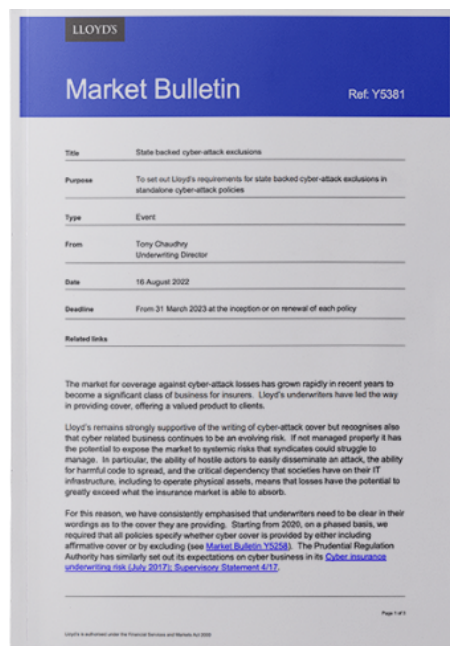 LLOYD'S
Market Bulletin
Ref: Y5381
Title State backed cyber-attack exclusions
Purpose To set out Lloyd's requirements for state backed cyber-attack exclusions in
standalone cyber-attack policies
Type Event
From Tony Chaudhry
Underwriting Director
Date 16 August 2022
Deadline From 31 March 2023 at the inception or on renewal of each policy
Related links
The market for coverage against cyber-attack losses has grown rapidly in recent years to
become a significant class of business for insurers. Lloyd's underwriters have led the way
in providing cover, offering a valued product to clients.
Lloyd's remains strongly supportive of the writing of cyber-attack cover but recognises also
that cyber related business continues to be an evolving risk. If not managed properly it has
the potential to expose the market to systemic risks that syndicates could struggle to
manage. In particular, the ability of hostile actors to easily disseminate an attack, the ability
for harmful code to spread, and the critical dependency that societies have on their IT
infrastructure, including to operate physical assets, means that losses have the potential to
greatly exceed what the insurance market is able to absorb.
For this reason, we have consistently emphasised that underwriters need to be clear in their
wordings as to the cover they are providing. Starting from 2020, on a phased basis, we
required that all policies specify whether cyber cover is provided by either including
affirmative cover or by excluding (see Market Bulletin Y5258). The Prudential Regulation
Authority has similarly set out its expectations on cyber business in its Cyber insurance
underwriting risk (July 2017): Supervisory Statement 4/17.
Page 1 of 5
Lloyd's is authorised under the Financial Services and Markets Act 2000